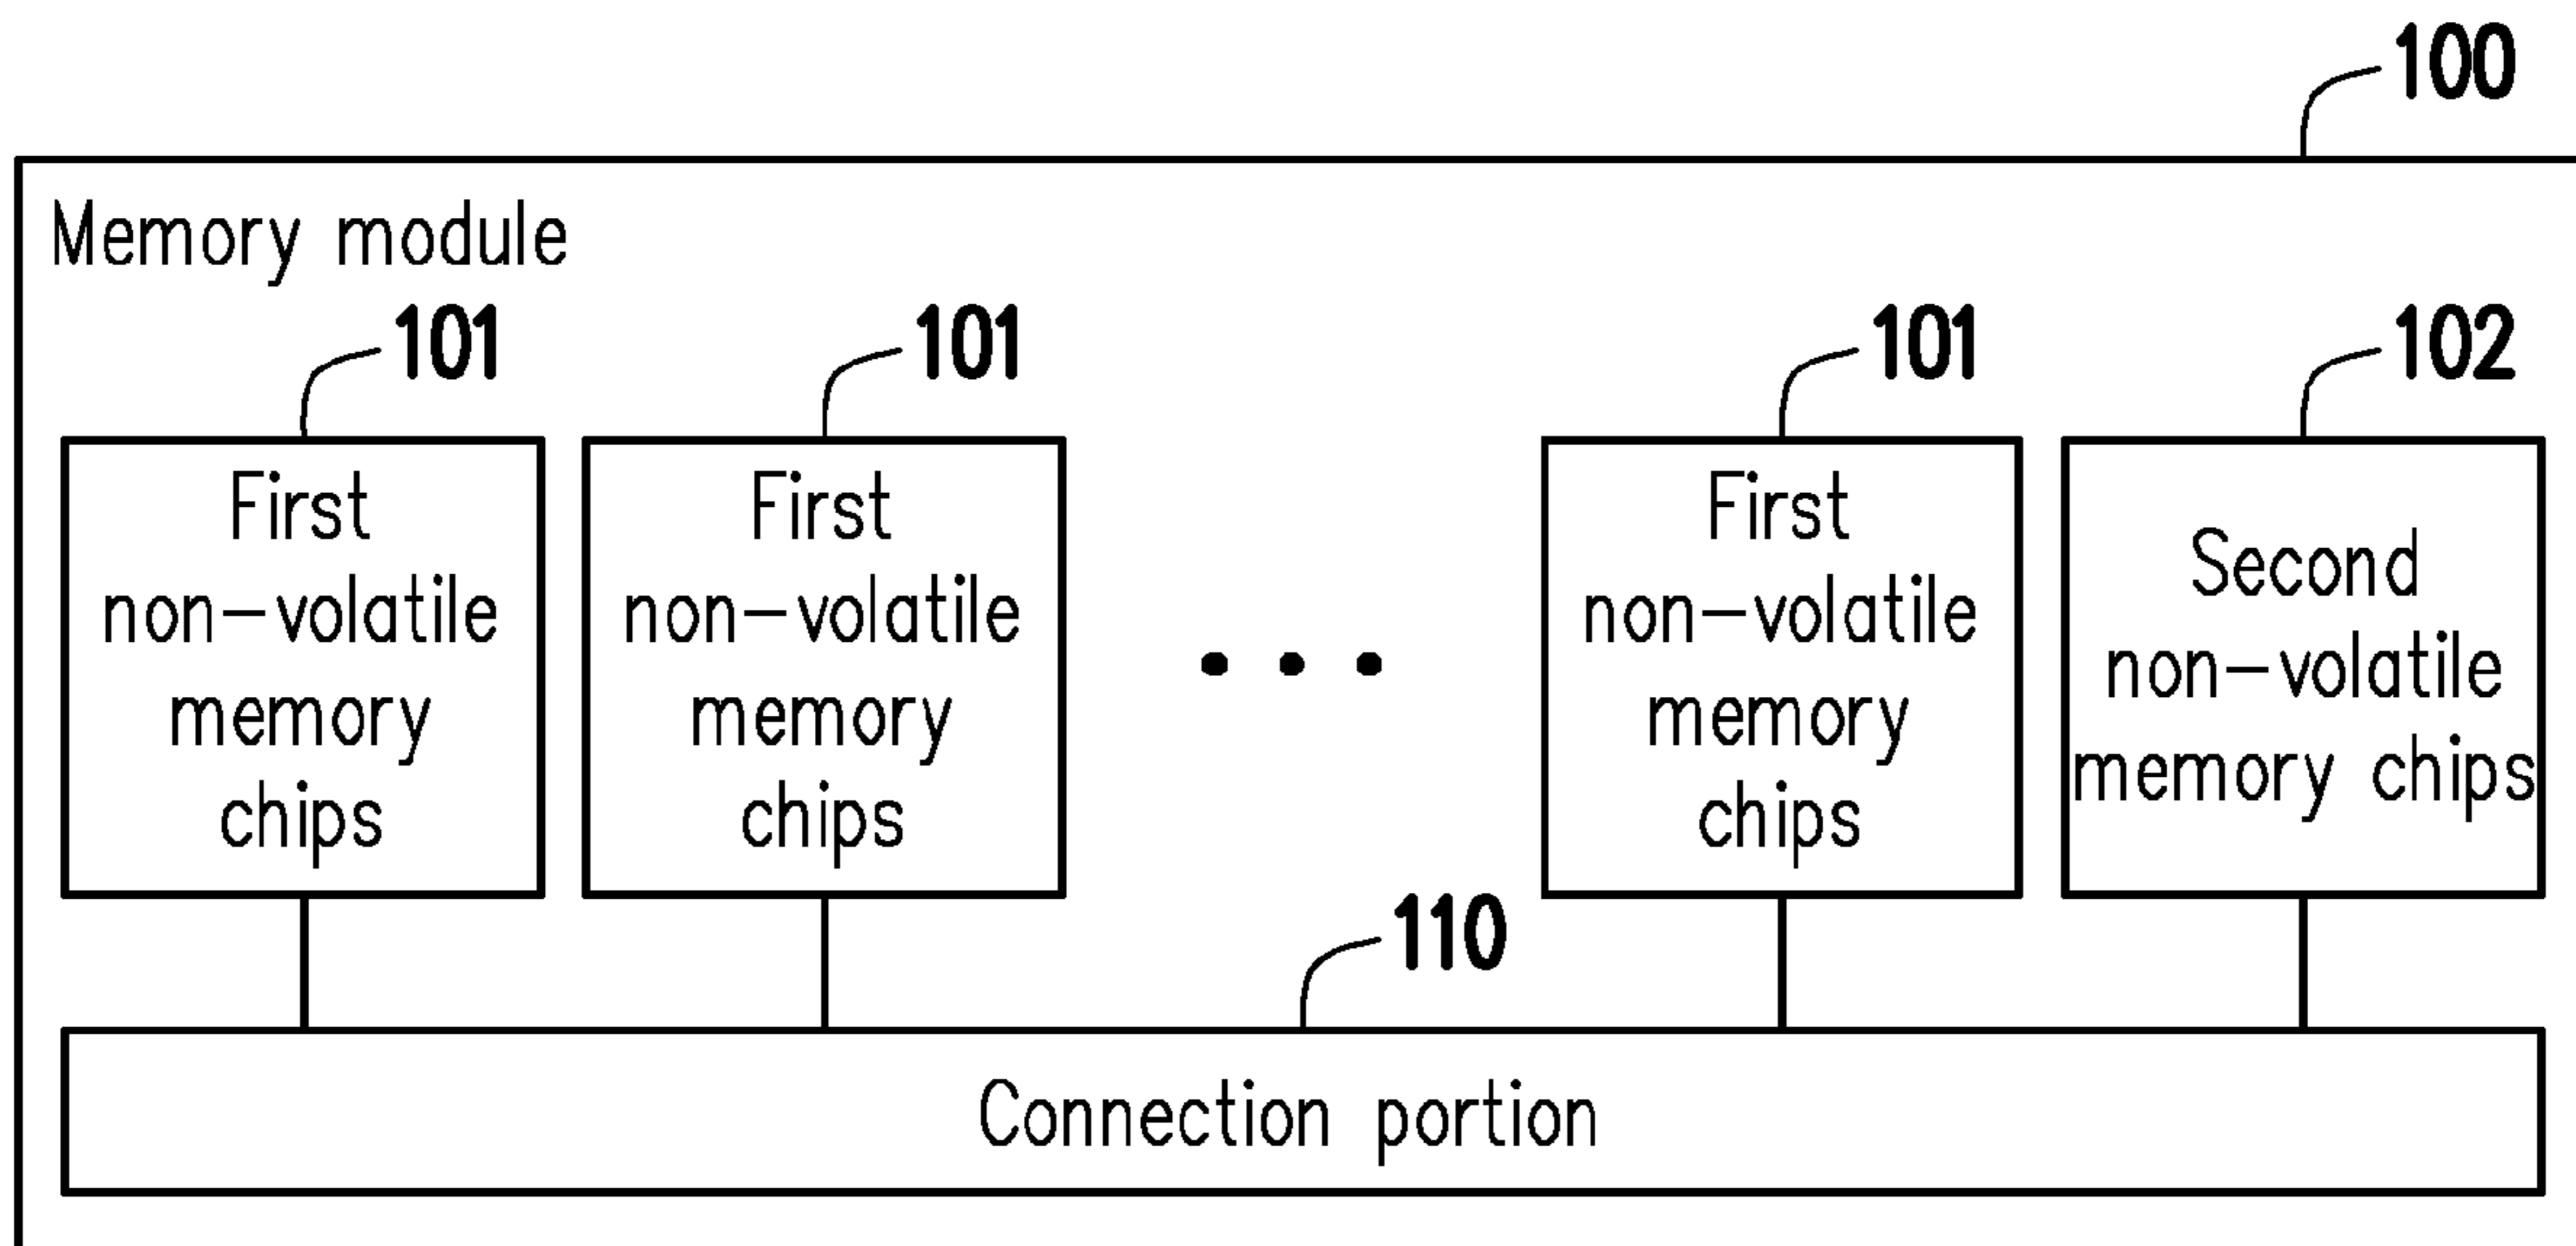 100
Memory module
101
101
101
102
First
non-volatile
memory
chips
First
non-volatile
memory
chips
• • •
First
non-volatile
memory
chips
Second
non-volatile
memory chips
110
Connection portion